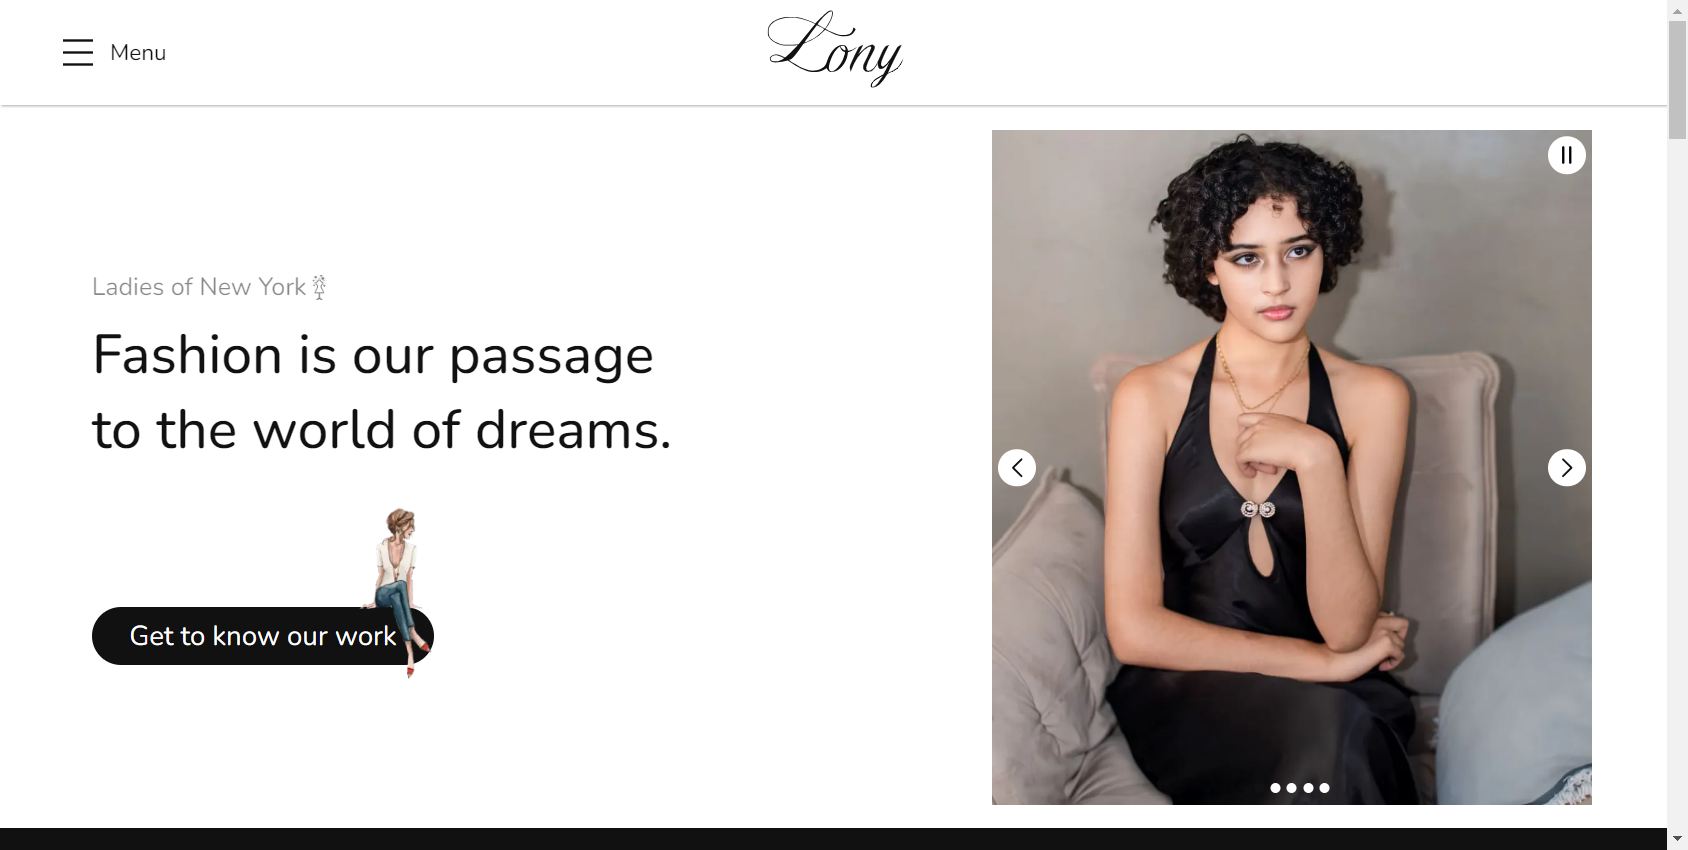 Menu
Lony
Ladies of New York
Fashion is our passage
to the world of dreams.
Get to know our work